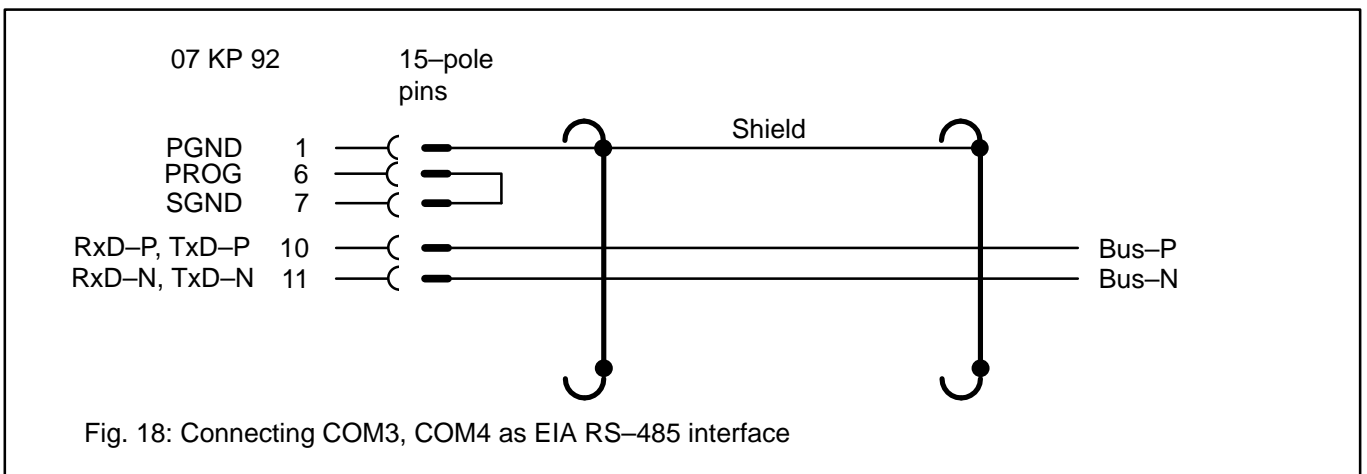 07 KP 92
15–pole
pins
Shield
PGND 1
PROG 6
SGND 7
RxD–P, TxD–P 10
Bus–P
RxD–N, TxD–N 11
Bus–N
Fig. 18: Connecting COM3, COM4 as EIA RS–485 interface